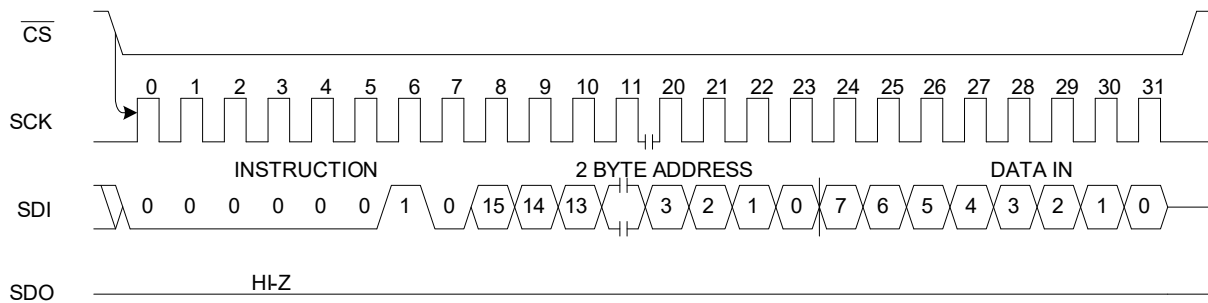 CS
0 1 2 3 4 5 6 7 8 9 10 11 20 21 22 23 24 25 26 27 28 29 30 31
SCK
INSTRUCTION 2 BYTE ADDRESS DATA IN
SDI 0 0 0 0 0 0 1 0 15 14 13 3 2 1 0 7 6 5 4 3 2 1 0
HI-Z
SDO